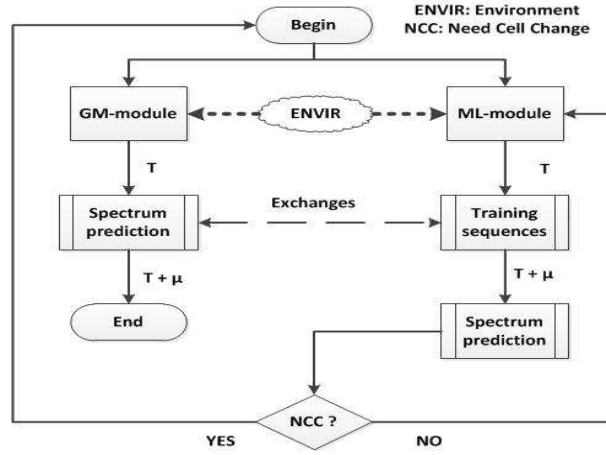 ENVIR: Environment
NCC: Need Cell Change
Begin
GM-module
ENVIR
ML-module
T
T
Spectrum
prediction
Exchanges
Training
sequences
T + μ
T + μ
End
Spectrum
prediction
NCC ?
YES
NO